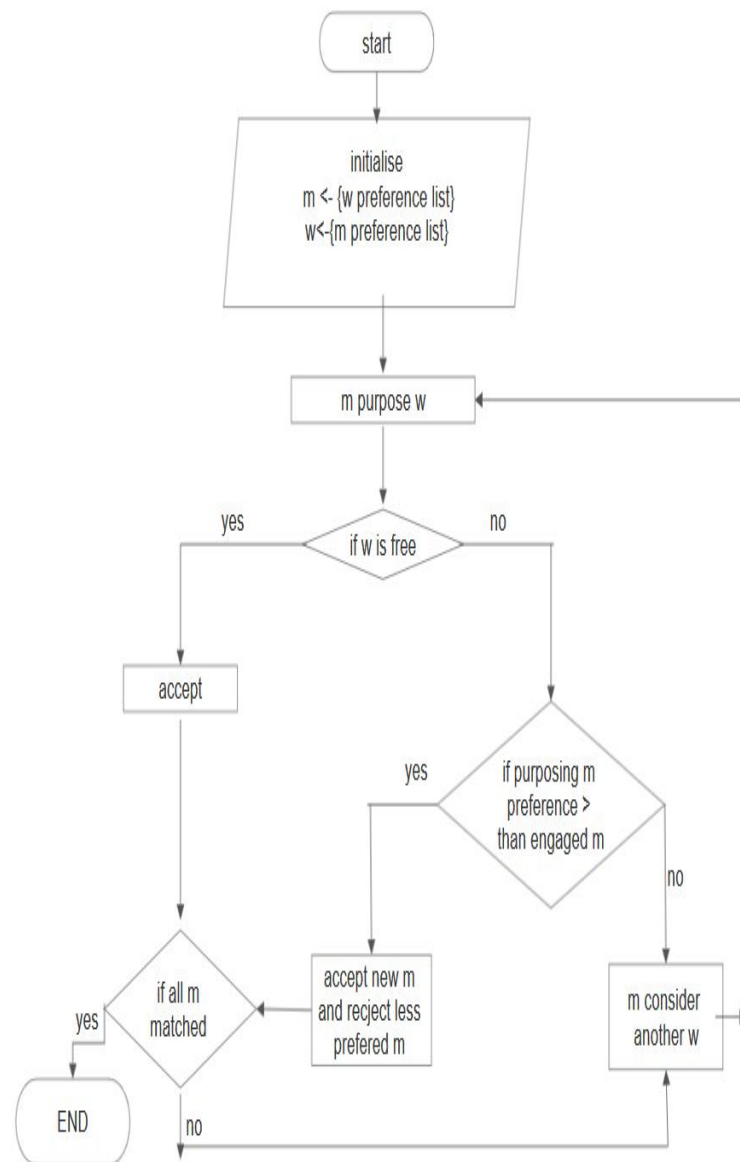 start
initialise
m <- {w preference list}
w<-{m preference list}
m purpose w
yes
no
if w is free
accept
yes
if purposing m
preference >
than engaged m
no
if all m
matched
accept new m
and recject less
prefered m
m consider
another w
yes
END
no